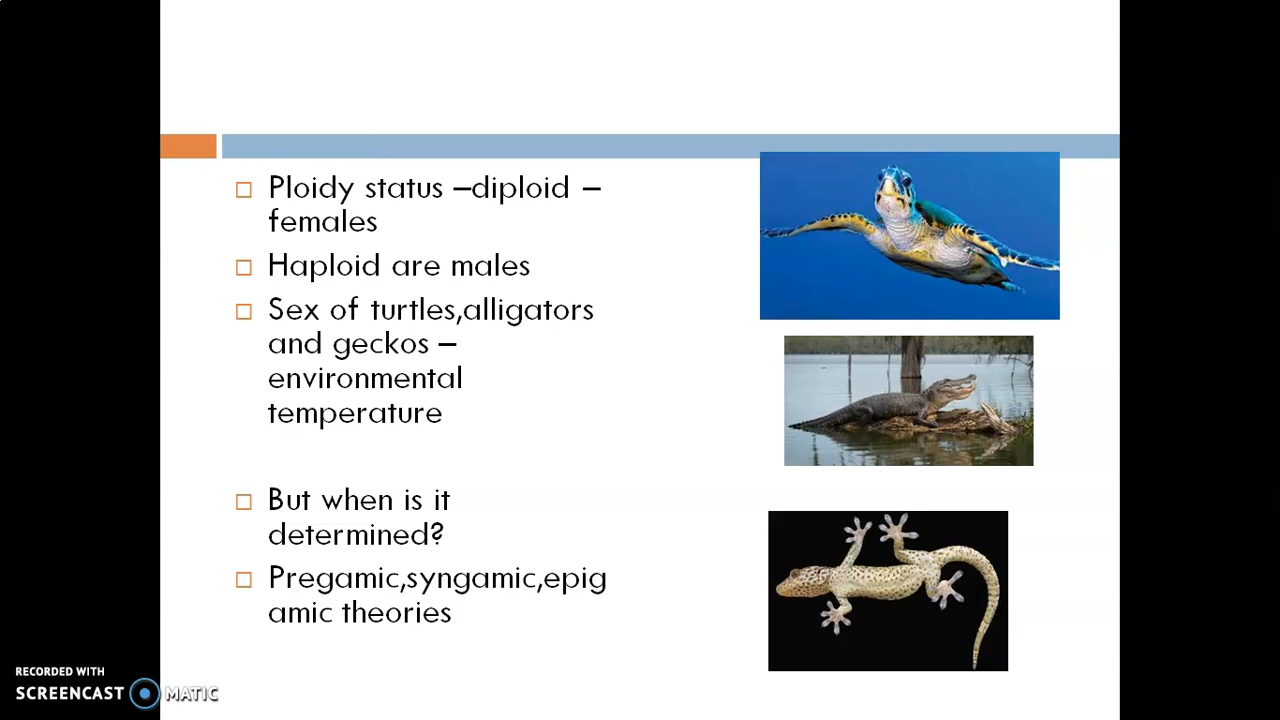 Ploidy status –diploid –
females
Haploid are males
Sex of turtles,alligators
and geckos –
environmental
temperature
But when is it
determined?
Pregamic,syngamic,epig
amic theories
RECORDED WITH
SCREENCAST MATIC